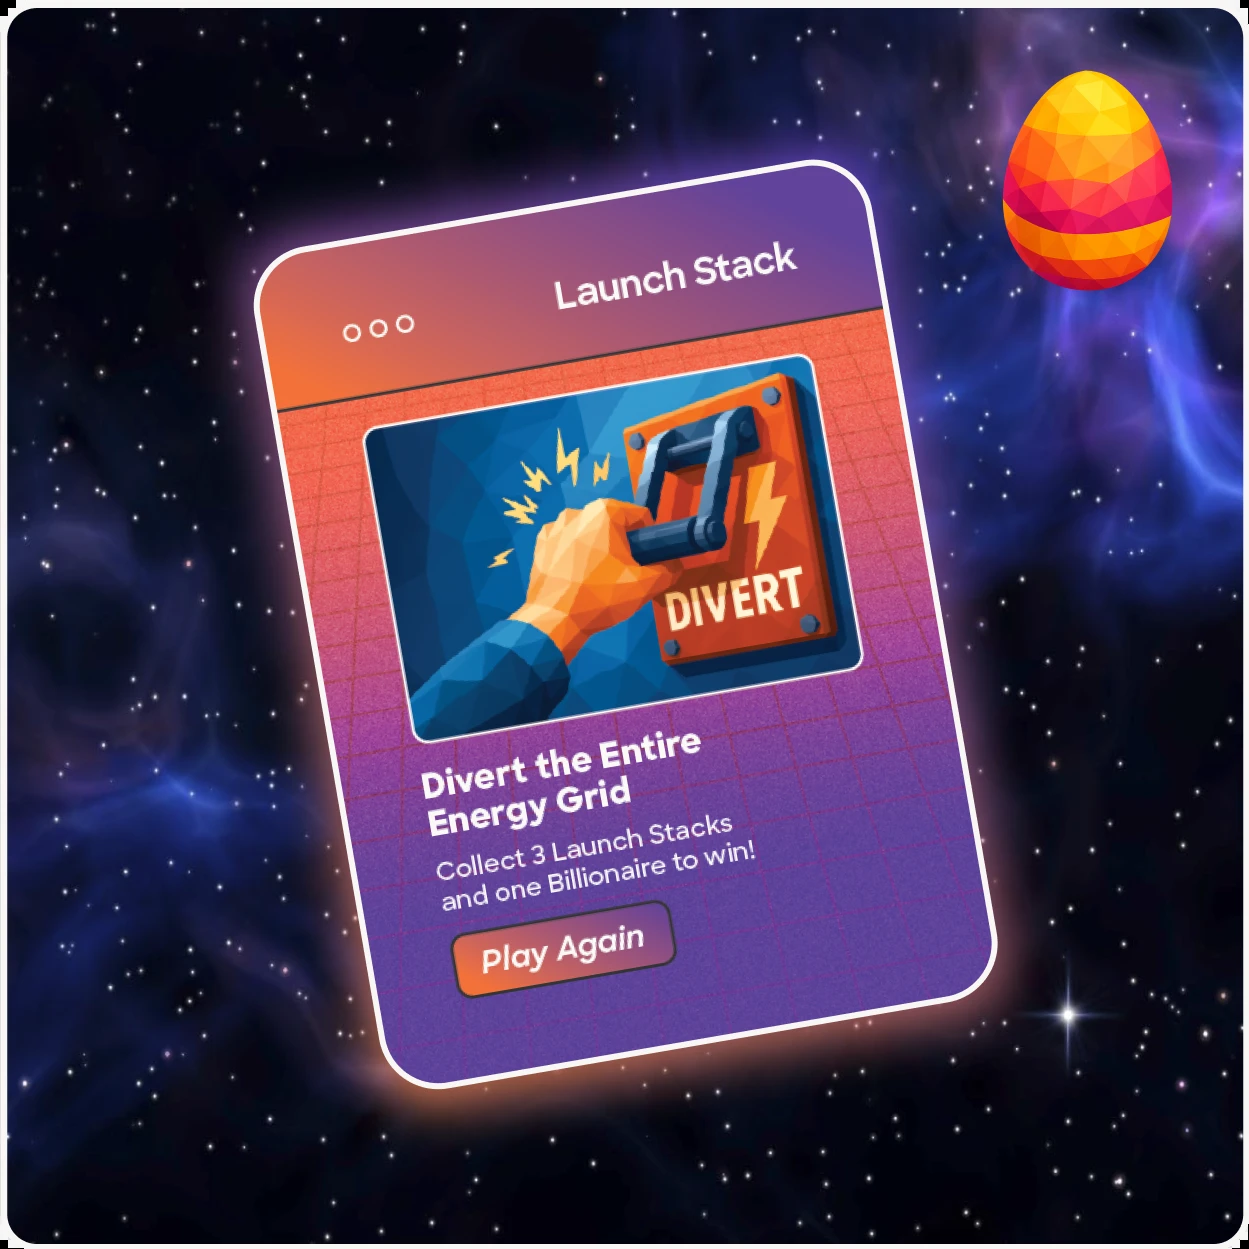 Launch Stack
DIVERT
Divert the Entire
Energy Grid
Collect 3 Launch Stacks
and one Billionaire to win!
Play Again